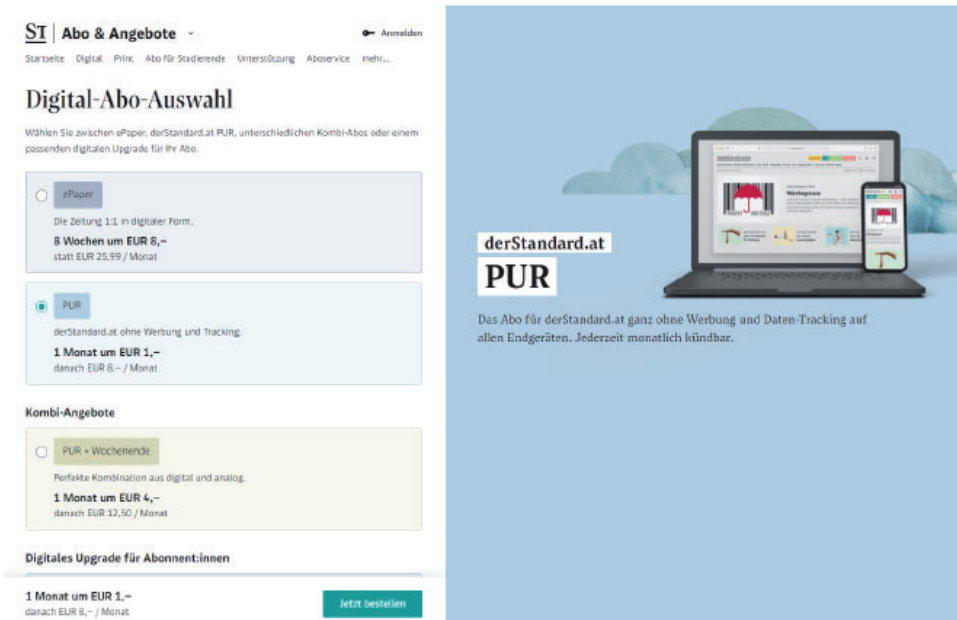 ST | Abo & Angebote
Anmelden
Startseite Digital Print Abo für Studierende Unterstützung Aboservice mehr...
Digital-Abo-Auswahl
Wählen Sie zwischen ePaper, derStandard.at PUR, unterschiedlichen Kombi-Abos oder einem
passenden digitalen Upgrade für Ihr Abo.
ePaper
Die Zeitung 1:1 in digitaler Form.
8 Wochen um EUR 8,–
statt EUR 25,99 / Monat
PUR
derStandard.at ohne Werbung und Tracking.
1 Monat um EUR 1,–
danach EUR 8,– / Monat
Kombi-Angebote
PUR + Wochenende
Perfekte Kombination aus digital und analog.
1 Monat um EUR 4,–
danach EUR 12,50 / Monat
Digitales Upgrade für Abonnent:innen
1 Monat um EUR 1,–
danach EUR 8,– / Monat
Jetzt bestellen
derStandard.at
PUR
Das Abo für derStandard.at ganz ohne Werbung und Daten-Tracking auf
allen Endgeräten. Jederzeit monatlich kündbar.